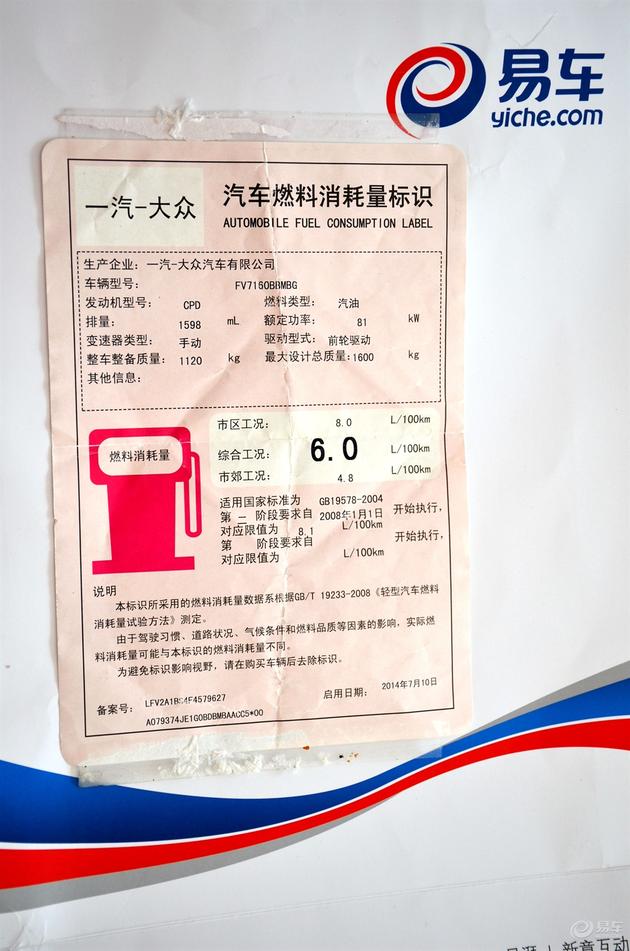 易车
yiche.com
一汽-大众
汽车燃料消耗量标识
AUTOMOBILE FUEL CONSUMPTION LABEL
生产企业：一汽-大众汽车有限公司
车辆型号： FV7160BBMBG
发动机型号： CPD 燃料类型： 汽油
排量： 1598 mL 额定功率： 81 kW
变速器类型： 手动 驱动型式： 前轮驱动
整车整备质量： 1120 kg 最大设计总质量：1600 kg
其他信息：
市区工况： 8.0 L/100km
燃料消耗量
综合工况： 6.0 L/100km
市郊工况： 4.8 L/100km
适用国家标准为 GB19578-2004
第 二 阶段要求自 2008年1月1日 开始执行，
对应限值为 8.1 L/100km
第 阶段要求自 开始执行，
对应限值为 L/100km
说明
本标识所采用的燃料消耗量数据系根据GB/T 19233-2008《轻型汽车燃料
消耗量试验方法》测定。
由于驾驶习惯、道路状况、气候条件和燃料品质等因素的影响，实际燃
料消耗量可能与本标识的燃料消耗量不同。
为避免标识影响视野，请在购买车辆后去除标识。
备案号： 启用日期： 2014年7月10日
A079374JE1G0BDBMBAACC5*00
易车
新意互动